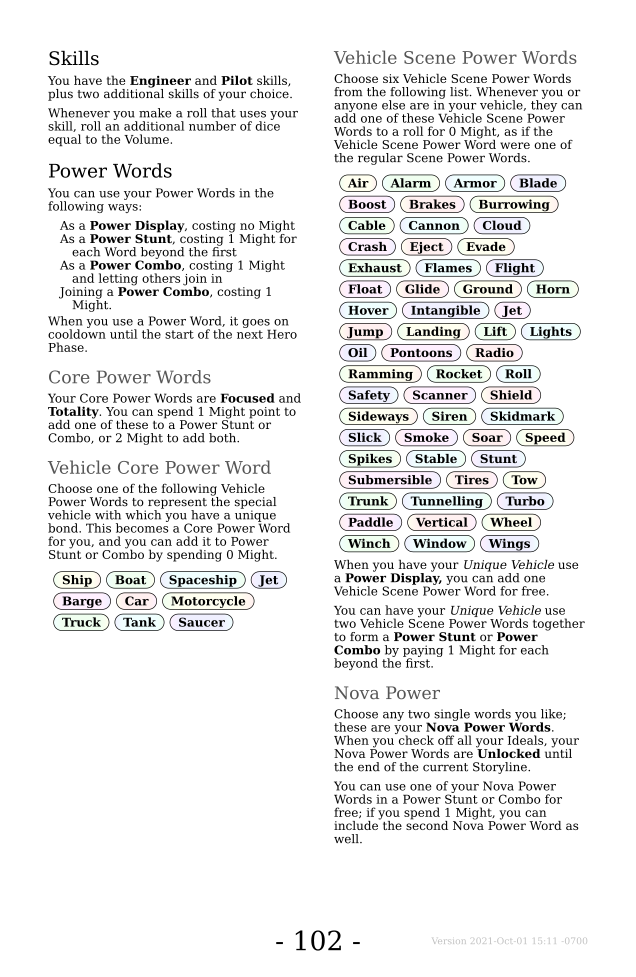 Skills
You have the Engineer and Pilot skills,
plus two additional skills of your choice.
Whenever you make a roll that uses your
skill, roll an additional number of dice
equal to the Volume.
Power Words
You can use your Power Words in the
following ways:
As a Power Display, costing no Might
As a Power Stunt, costing 1 Might for
each Word beyond the first
As a Power Combo, costing 1 Might
and letting others join in
Joining a Power Combo, costing 1
Might.
When you use a Power Word, it goes on
cooldown until the start of the next Hero
Phase.
Core Power Words
Your Core Power Words are Focused and
Totality. You can spend 1 Might point to
add one of these to a Power Stunt or
Combo, or 2 Might to add both.
Vehicle Core Power Word
Choose one of the following Vehicle
Power Words to represent the special
vehicle with which you have a unique
bond. This becomes a Core Power Word
for you, and you can add it to Power
Stunt or Combo by spending 0 Might.
Ship Boat Spaceship Jet
Barge Car Motorcycle
Truck Tank Saucer
Vehicle Scene Power Words
Choose six Vehicle Scene Power Words
from the following list. Whenever you or
anyone else are in your vehicle, they can
add one of these Vehicle Scene Power
Words to a roll for 0 Might, as if the
Vehicle Scene Power Word were one of
the regular Scene Power Words.
Air Alarm Armor Blade
Boost Brakes Burrowing
Cable Cannon Cloud
Crash Eject Evade
Exhaust Flames Flight
Float Glide Ground Horn
Hover Intangible Jet
Jump Landing Lift Lights
Oil Pontoons Radio
Ramming Rocket Roll
Safety Scanner Shield
Sideways Siren Skidmark
Slick Smoke Soar Speed
Spikes Stable Stunt
Submersible Tires Tow
Trunk Tunnelling Turbo
Paddle Vertical Wheel
Winch Window Wings
When you have your Unique Vehicle use
a Power Display, you can add one
Vehicle Scene Power Word for free.
You can have your Unique Vehicle use
two Vehicle Scene Power Words together
to form a Power Stunt or Power
Combo by paying 1 Might for each
beyond the first.
Nova Power
Choose any two single words you like;
these are your Nova Power Words.
When you check off all your Ideals, your
Nova Power Words are Unlocked until
the end of the current Storyline.
You can use one of your Nova Power
Words in a Power Stunt or Combo for
free; if you spend 1 Might, you can
include the second Nova Power Word as
well.
- 102 -
Version 2021-Oct-01 15:11 -0700